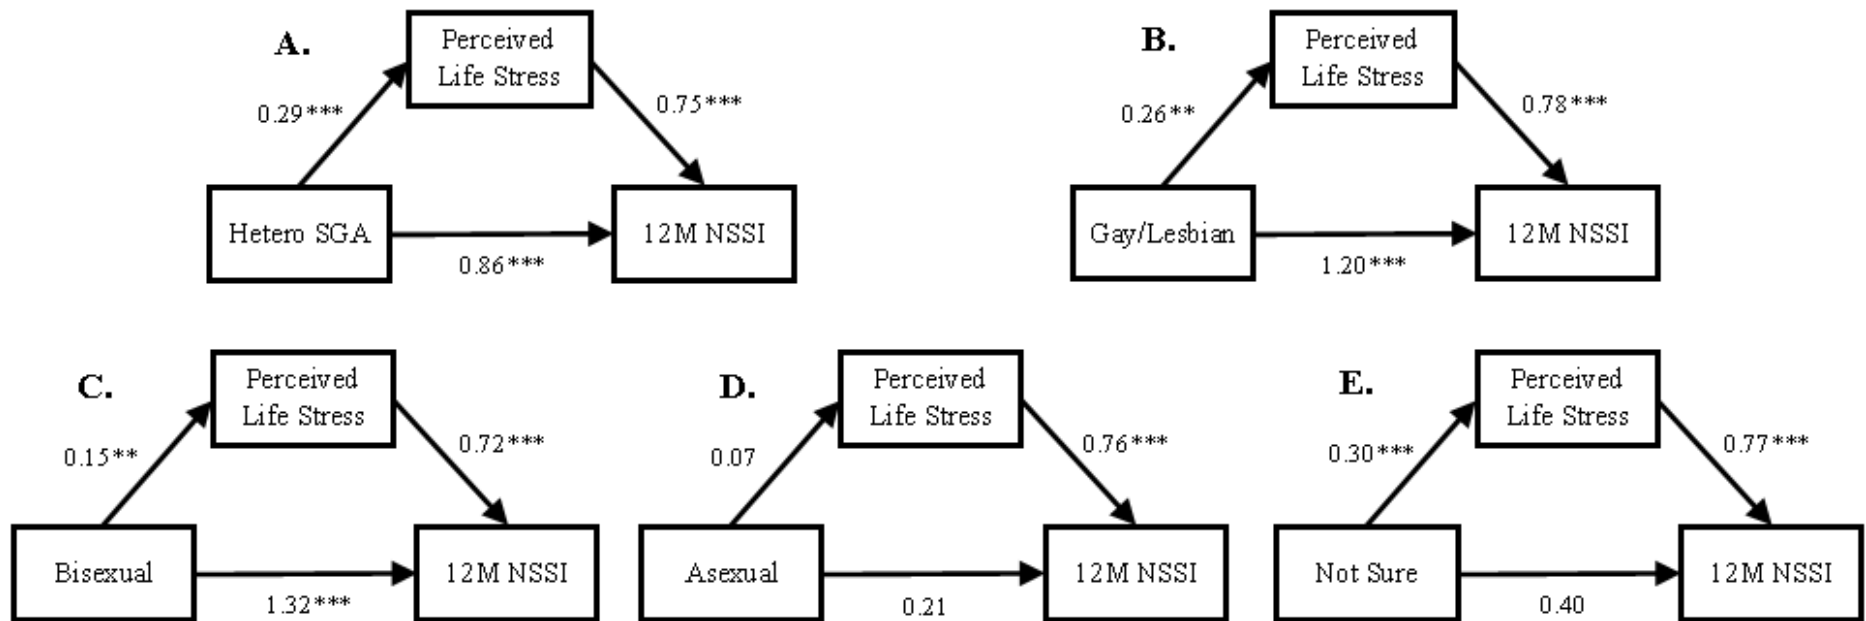 A.
Perceived
Life Stress
0.29***
0.75***
Hetero SGA
12M NSSI
0.86***
B.
Perceived
Life Stress
0.26**
0.78***
Gay/Lesbian
12M NSSI
1.20***
C.
Perceived
Life Stress
0.15**
0.72***
Bisexual
12M NSSI
1.32***
D.
Perceived
Life Stress
0.07
0.76***
Asexual
12M NSSI
0.21
E.
Perceived
Life Stress
0.30***
0.77***
Not Sure
12M NSSI
0.40